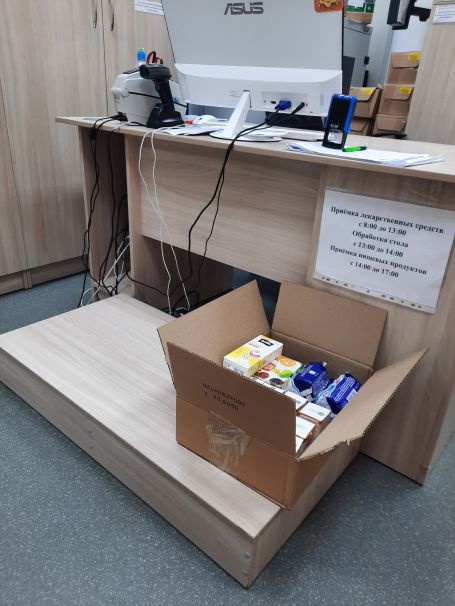 ASUS
Приёмка лекарственных средств
с 8:00 до 13:00
Обработка стола
с 13:00 до 14:00
Приёмка пищевых продуктов
с 14:00 до 17:00